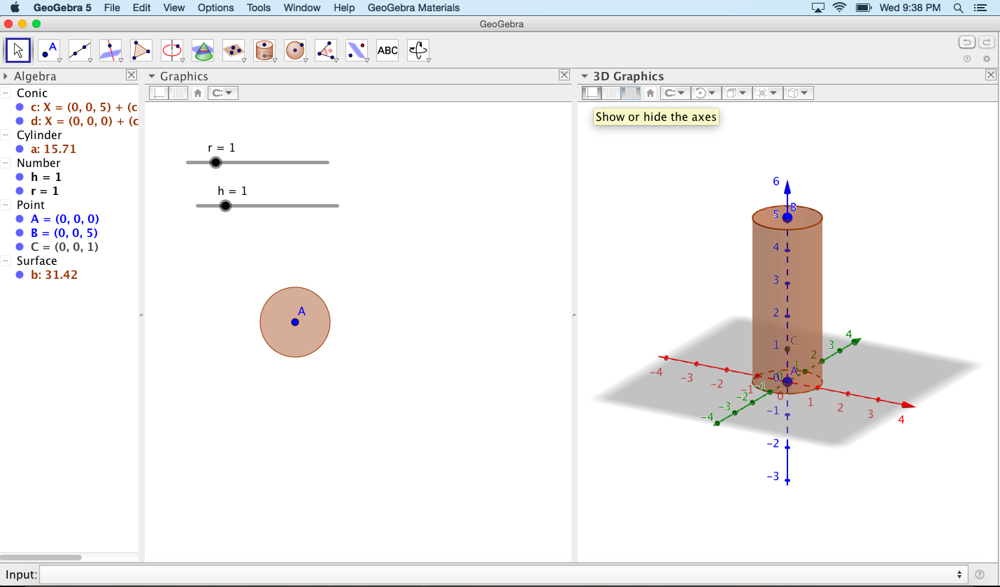 GeoGebra 5 File Edit View Options Tools Window Help GeoGebra Materials Wed 9:38 PM
GeoGebra
A α ABC
Algebra
Conic
c: X = (0, 0, 5) + (c
d: X = (0, 0, 0) + (c
Cylinder
a: 15.71
Number
h = 1
r = 1
Point
A = (0, 0, 0)
B = (0, 0, 5)
C = (0, 0, 1)
Surface
b: 31.42
Graphics
r = 1
h = 1
A
3D Graphics
Show or hide the axes
6
B
5
4
3
2
1 C
4
3
2
1
A
0 0
-4
-3
-2
-1
0
1
2
3
4
-1
-2
-3
-4
-1
-2
-3
Input: